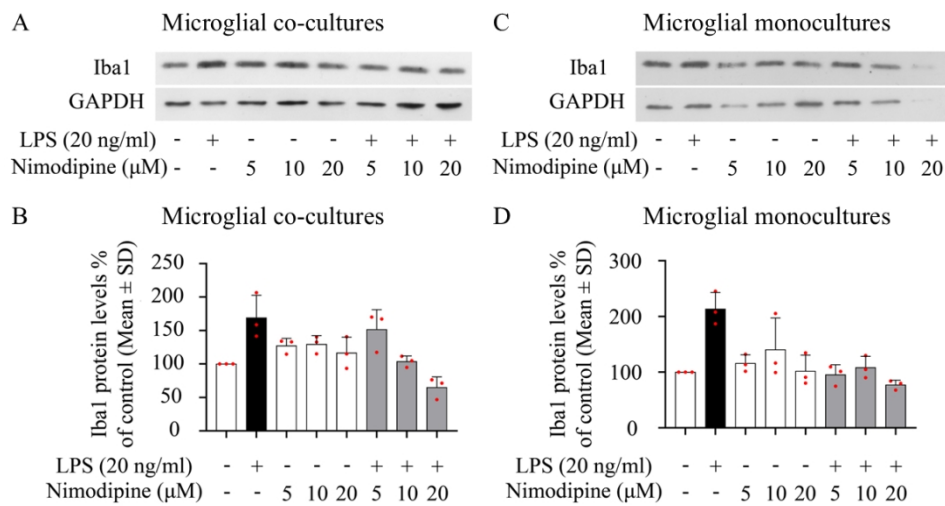 A Microglial co-cultures
Iba1
GAPDH
LPS (20 ng/ml) - + - - - + + +
Nimodipine (μM) - - 5 10 20 5 10 20
C Microglial monocultures
Iba1
GAPDH
LPS (20 ng/ml) - + - - - + + +
Nimodipine (μM) - - 5 10 20 5 10 20
B Microglial co-cultures
Iba1 protein levels %
of control (Mean ± SD)
250
200
150
100
50
0
LPS (20 ng/ml) - + - - - + + +
Nimodipine (μM) - - 5 10 20 5 10 20
D Microglial monocultures
Iba1 protein levels %
of control (Mean ± SD)
300
200
100
0
LPS (20 ng/ml) - + - - - + + +
Nimodipine (μM) - - 5 10 20 5 10 20